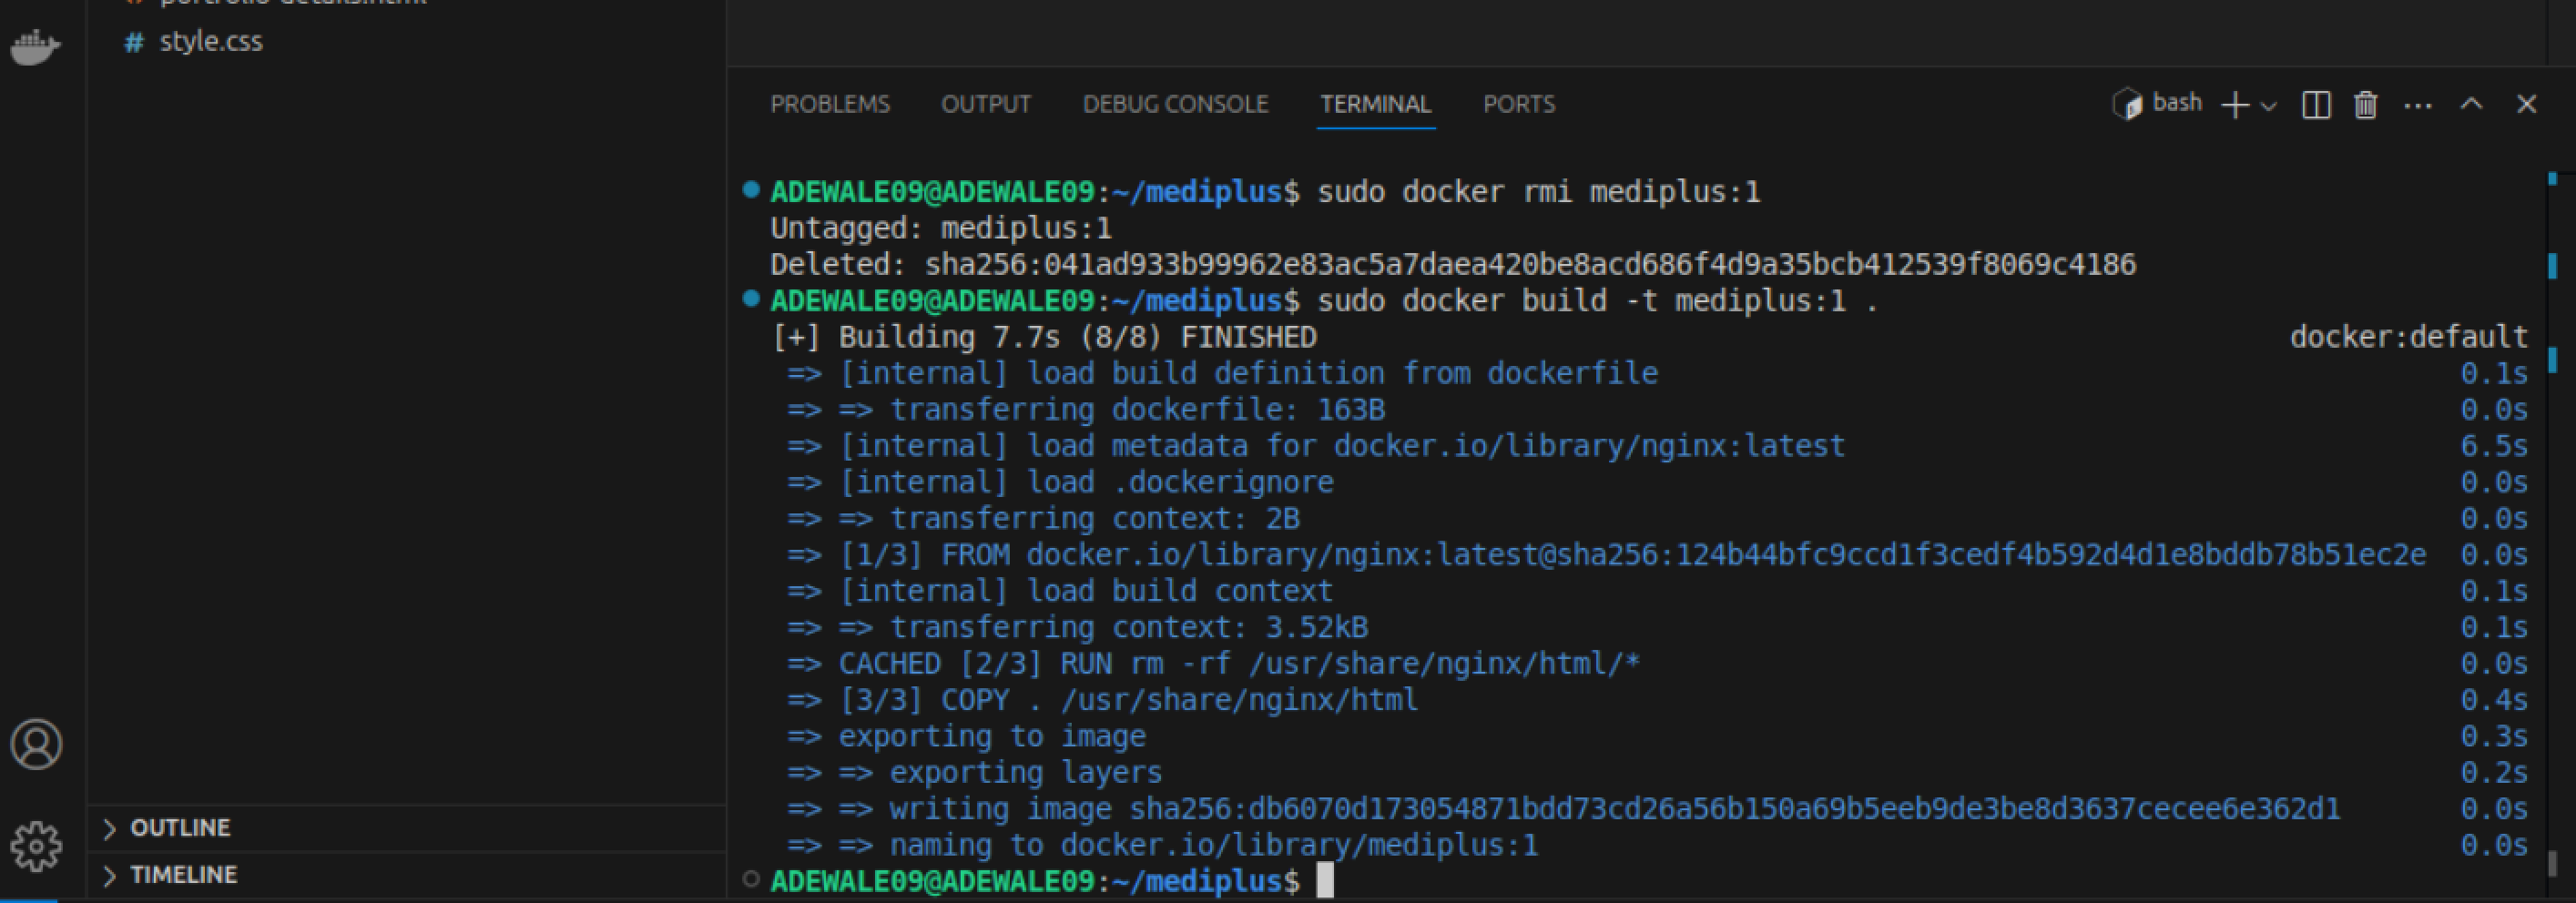 portfolio-details.html
# style.css
OUTLINE
TIMELINE
PROBLEMS OUTPUT DEBUG CONSOLE TERMINAL PORTS
bash
ADEWALE09@ADEWALE09:~/mediplus$ sudo docker rmi mediplus:1
Untagged: mediplus:1
Deleted: sha256:041ad933b99962e83ac5a7daea420be8acd686f4d9a35bcb412539f8069c4186
ADEWALE09@ADEWALE09:~/mediplus$ sudo docker build -t mediplus:1 .
[+] Building 7.7s (8/8) FINISHED docker:default
=> [internal] load build definition from dockerfile 0.1s
=> => transferring dockerfile: 163B 0.0s
=> [internal] load metadata for docker.io/library/nginx:latest 6.5s
=> [internal] load .dockerignore 0.0s
=> => transferring context: 2B 0.0s
=> [1/3] FROM docker.io/library/nginx:latest@sha256:124b44bfc9ccd1f3cedf4b592d4d1e8bddb78b51ec2e 0.0s
=> [internal] load build context 0.1s
=> => transferring context: 3.52kB 0.1s
=> CACHED [2/3] RUN rm -rf /usr/share/nginx/html/* 0.0s
=> [3/3] COPY . /usr/share/nginx/html 0.4s
=> exporting to image 0.3s
=> => exporting layers 0.2s
=> => writing image sha256:db6070d173054871bdd73cd26a56b150a69b5eeb9de3be8d3637cecee6e362d1 0.0s
=> => naming to docker.io/library/mediplus:1 0.0s
ADEWALE09@ADEWALE09:~/mediplus$